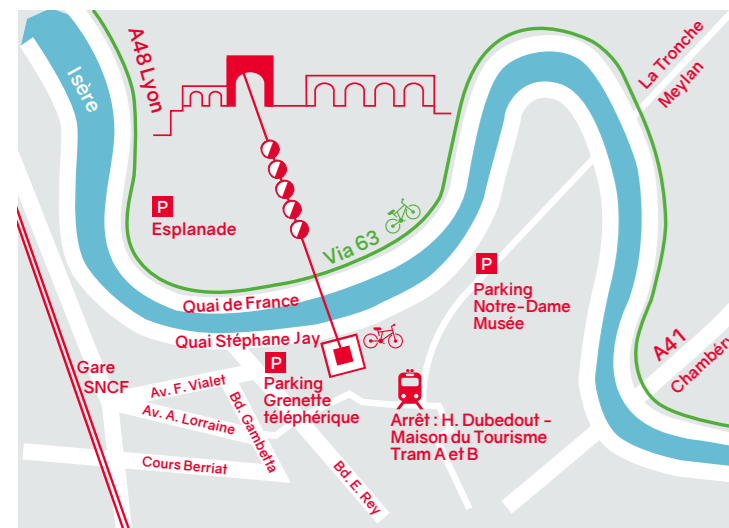 A48 Lyon
Isère
La Tronche
Meylan
P
Esplanade
Via 63
P
Parking
Notre-Dame
Musée
Quai de France
Quai Stéphane Jay
A41
Chambéry
Gare
SNCF
P
Parking
Grenette
téléphérique
Av. F. Vialet
Av. A. Lorraine
Bd. Gambetta
Cours Berriat
Bd. E. Rey
Arrêt : H. Dubedout -
Maison du Tourisme
Tram A et B